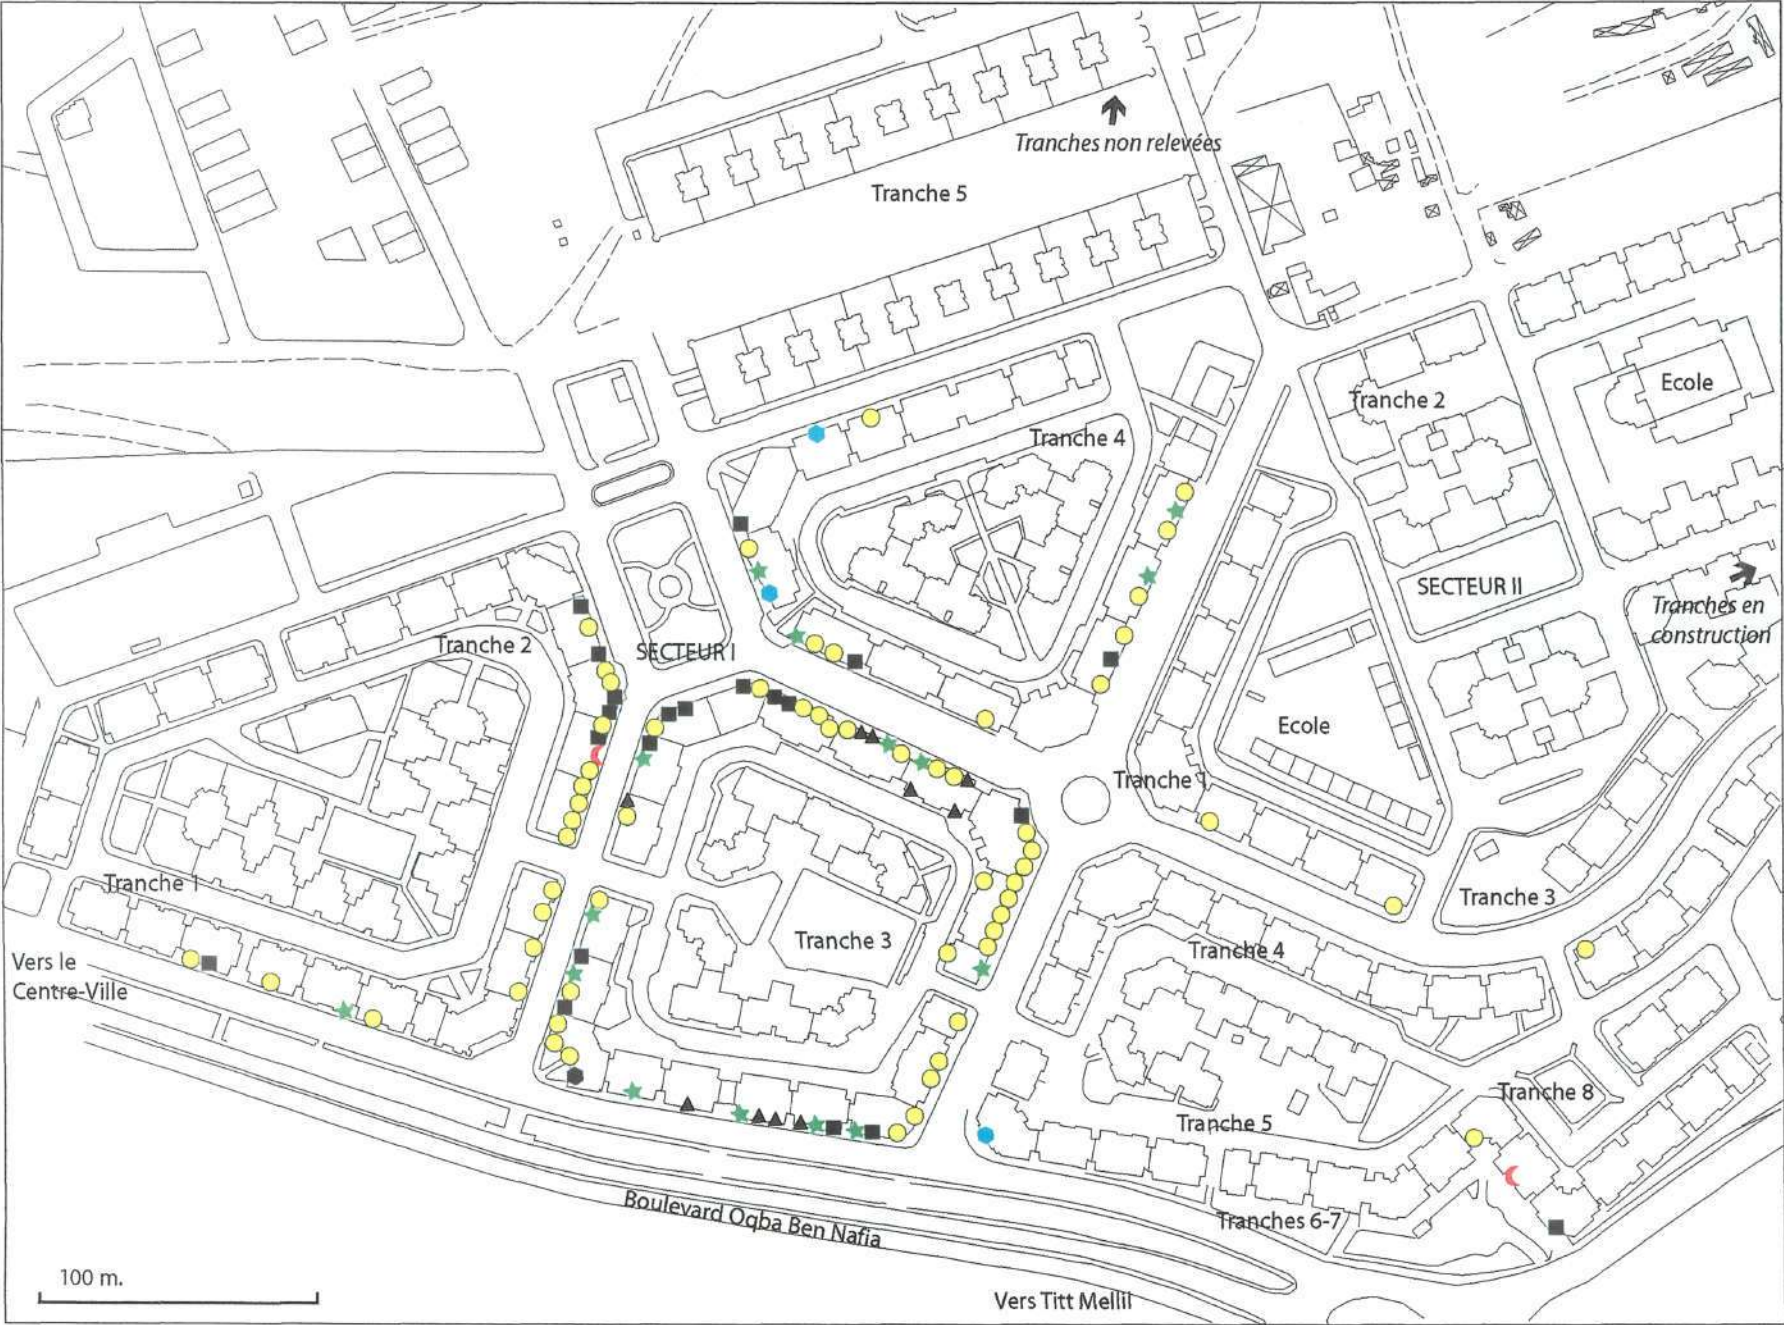 Tranches non relevées
Tranche 5
Ecole
Tranche 2
Tranche 4
SECTEUR II
Tranches en
construction
Tranche 2
SECTEUR I
Ecole
Tranche 1
Tranche 1
Tranche 3
Tranche 3
Tranche 4
Vers le
Centre-Ville
Tranche 8
Tranche 5
Boulevard Oqba Ben Nafia
Tranches 6-7
100 m.
Vers Titt Mellil